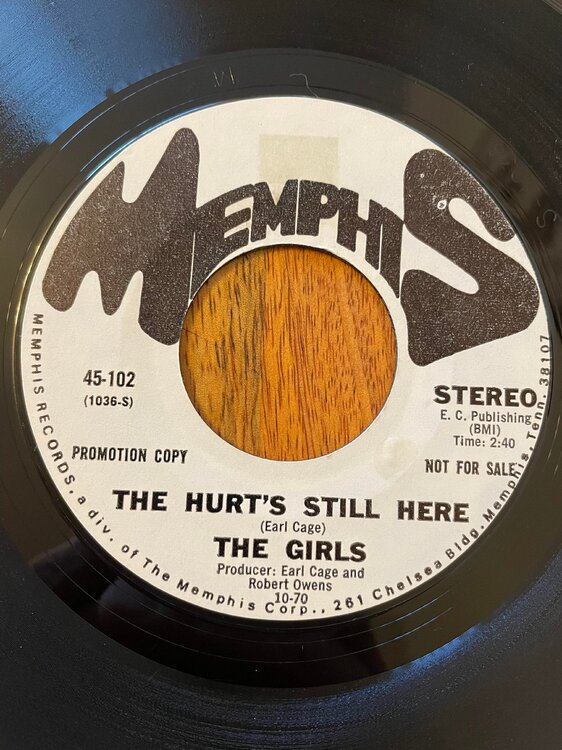 MEMPHIS
45-102
(1036-S)
PROMOTION COPY
STEREO
E. C. Publishing
(BMI)
Time: 2:40
NOT FOR SALE
THE HURT'S STILL HERE
(Earl Cage)
THE GIRLS
Producer: Earl Cage and
Robert Owens
10-70
MEMPHIS RECORDS, a div. of The Memphis Corp., 261 Chelsea Bldg. Memphis, Tenn. 38107